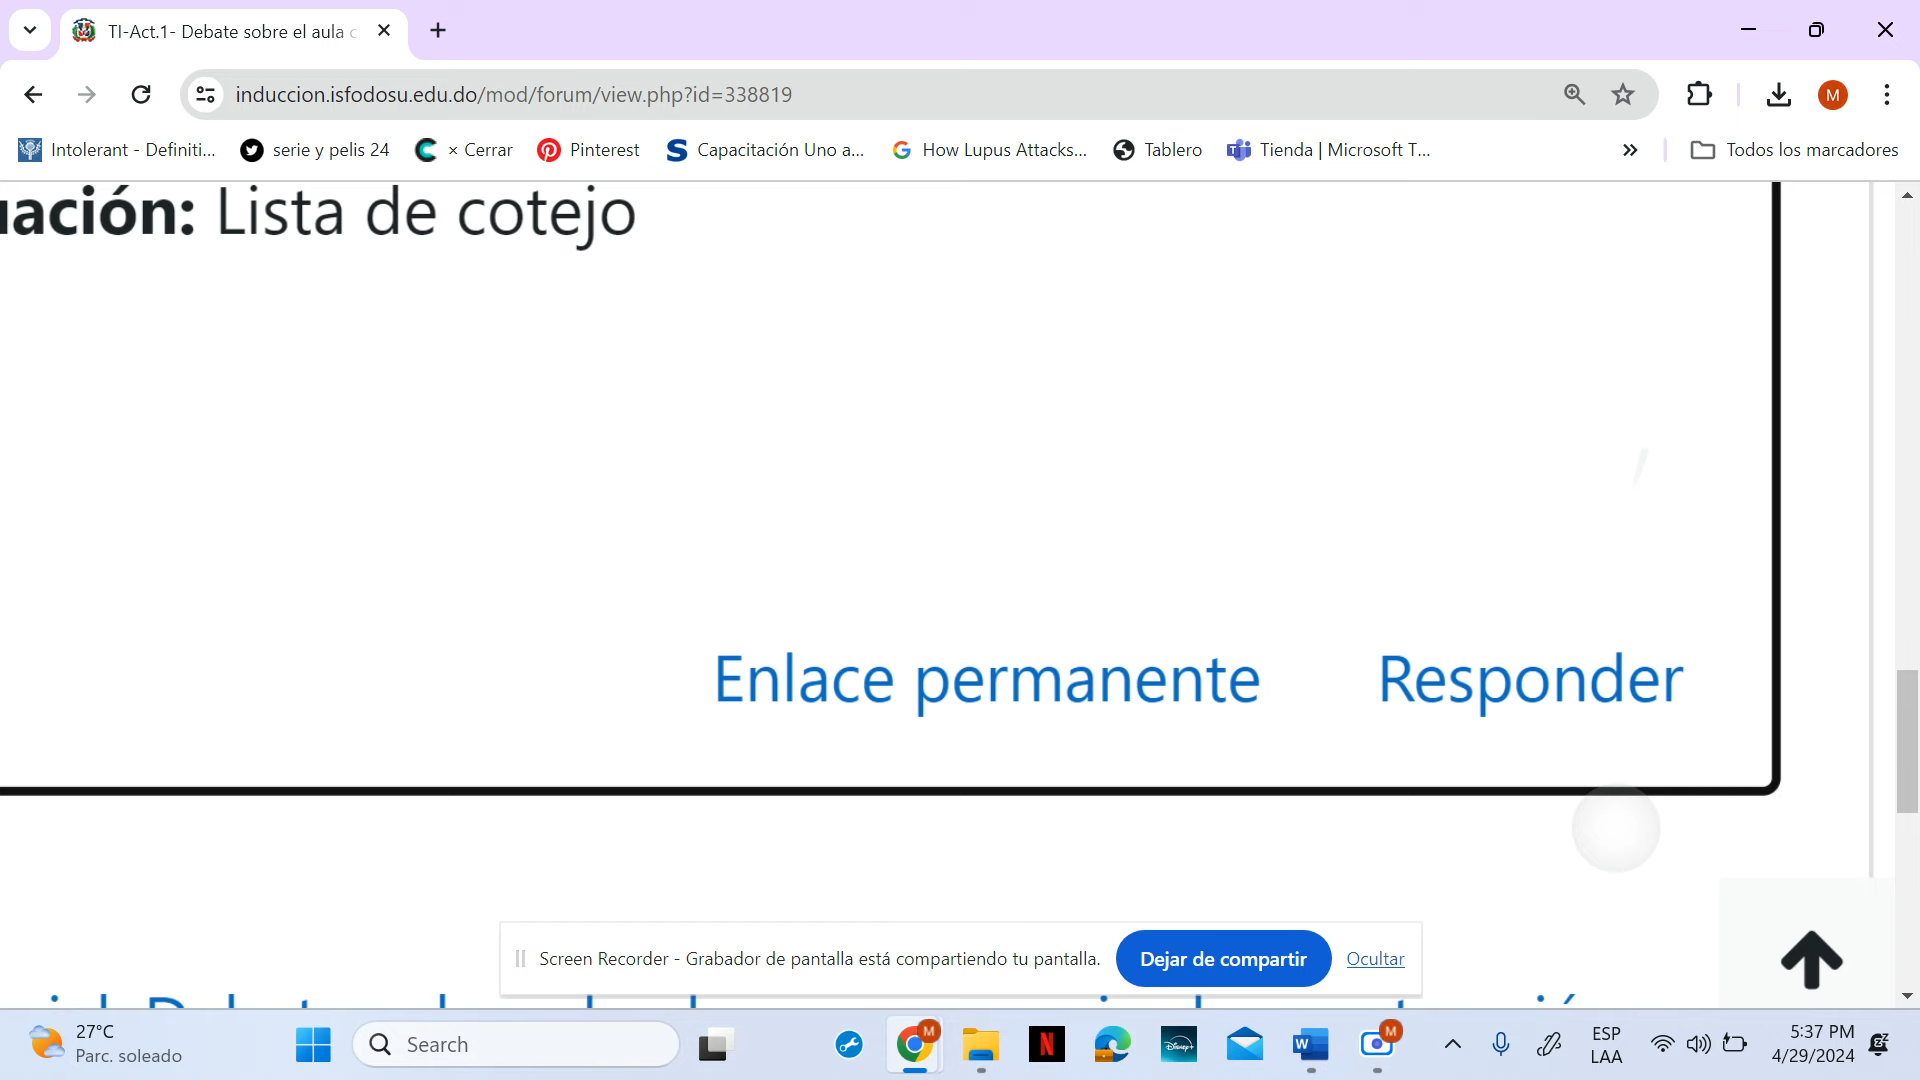 TI-Act.1- Debate sobre el aula
induccion.isfodosu.edu.do/mod/forum/view.php?id=338819
M
Intolerant - Definiti...
serie y pelis 24
× Cerrar
Pinterest
Capacitación Uno a...
How Lupus Attacks...
Tablero
Tienda | Microsoft T...
Todos los marcadores
uación: Lista de cotejo
Enlace permanente
Responder
Screen Recorder - Grabador de pantalla está compartiendo tu pantalla.
Dejar de compartir
Ocultar
27°C
Parc. soleado
Search
M
N
Disney+
W
M
ESP
LAA
5:37 PM
4/29/2024